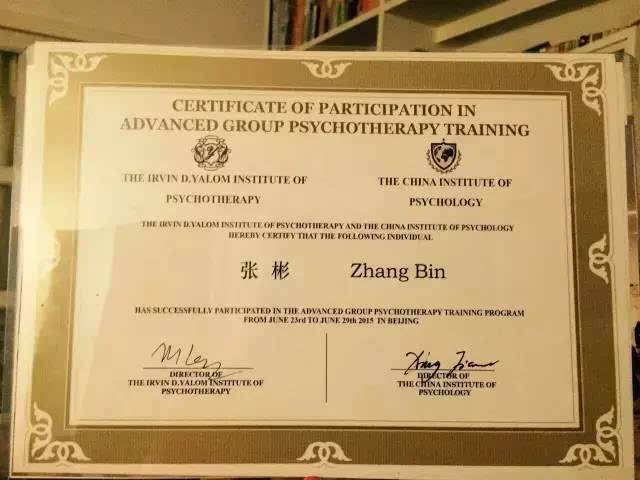 CERTIFICATE OF PARTICIPATION IN
ADVANCED GROUP PSYCHOTHERAPY TRAINING
THE IRVIN D.YALOM INSTITUTE OF
PSYCHOTHERAPY
THE CHINA INSTITUTE OF
PSYCHOLOGY
THE IRVIN D.YALOM INSTITUTE OF PSYCHOTHERAPY AND THE CHINA INSTITUTE OF PSYCHOLOGY
HEREBY CERTIFY THAT THE FOLLOWING INDIVIDUAL
张 彬 Zhang Bin
HAS SUCCESSFULLY PARTICIPATED IN THE ADVANCED GROUP PSYCHOTHERAPY TRAINING PROGRAM
FROM JUNE 23rd TO JUNE 29th 2015 IN BEIJING
DIRECTOR OF
THE IRVIN D.YALOM INSTITUTE OF
PSYCHOTHERAPY
DIRECTOR OF
THE CHINA INSTITUTE OF
PSYCHOLOGY